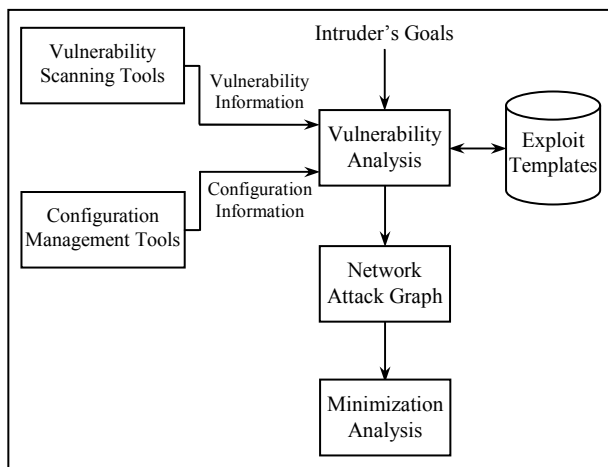 Intruder's Goals
Vulnerability
Scanning Tools
Vulnerability
Information
Vulnerability
Analysis
Exploit
Templates
Configuration
Information
Configuration
Management Tools
Network
Attack Graph
Minimization
Analysis